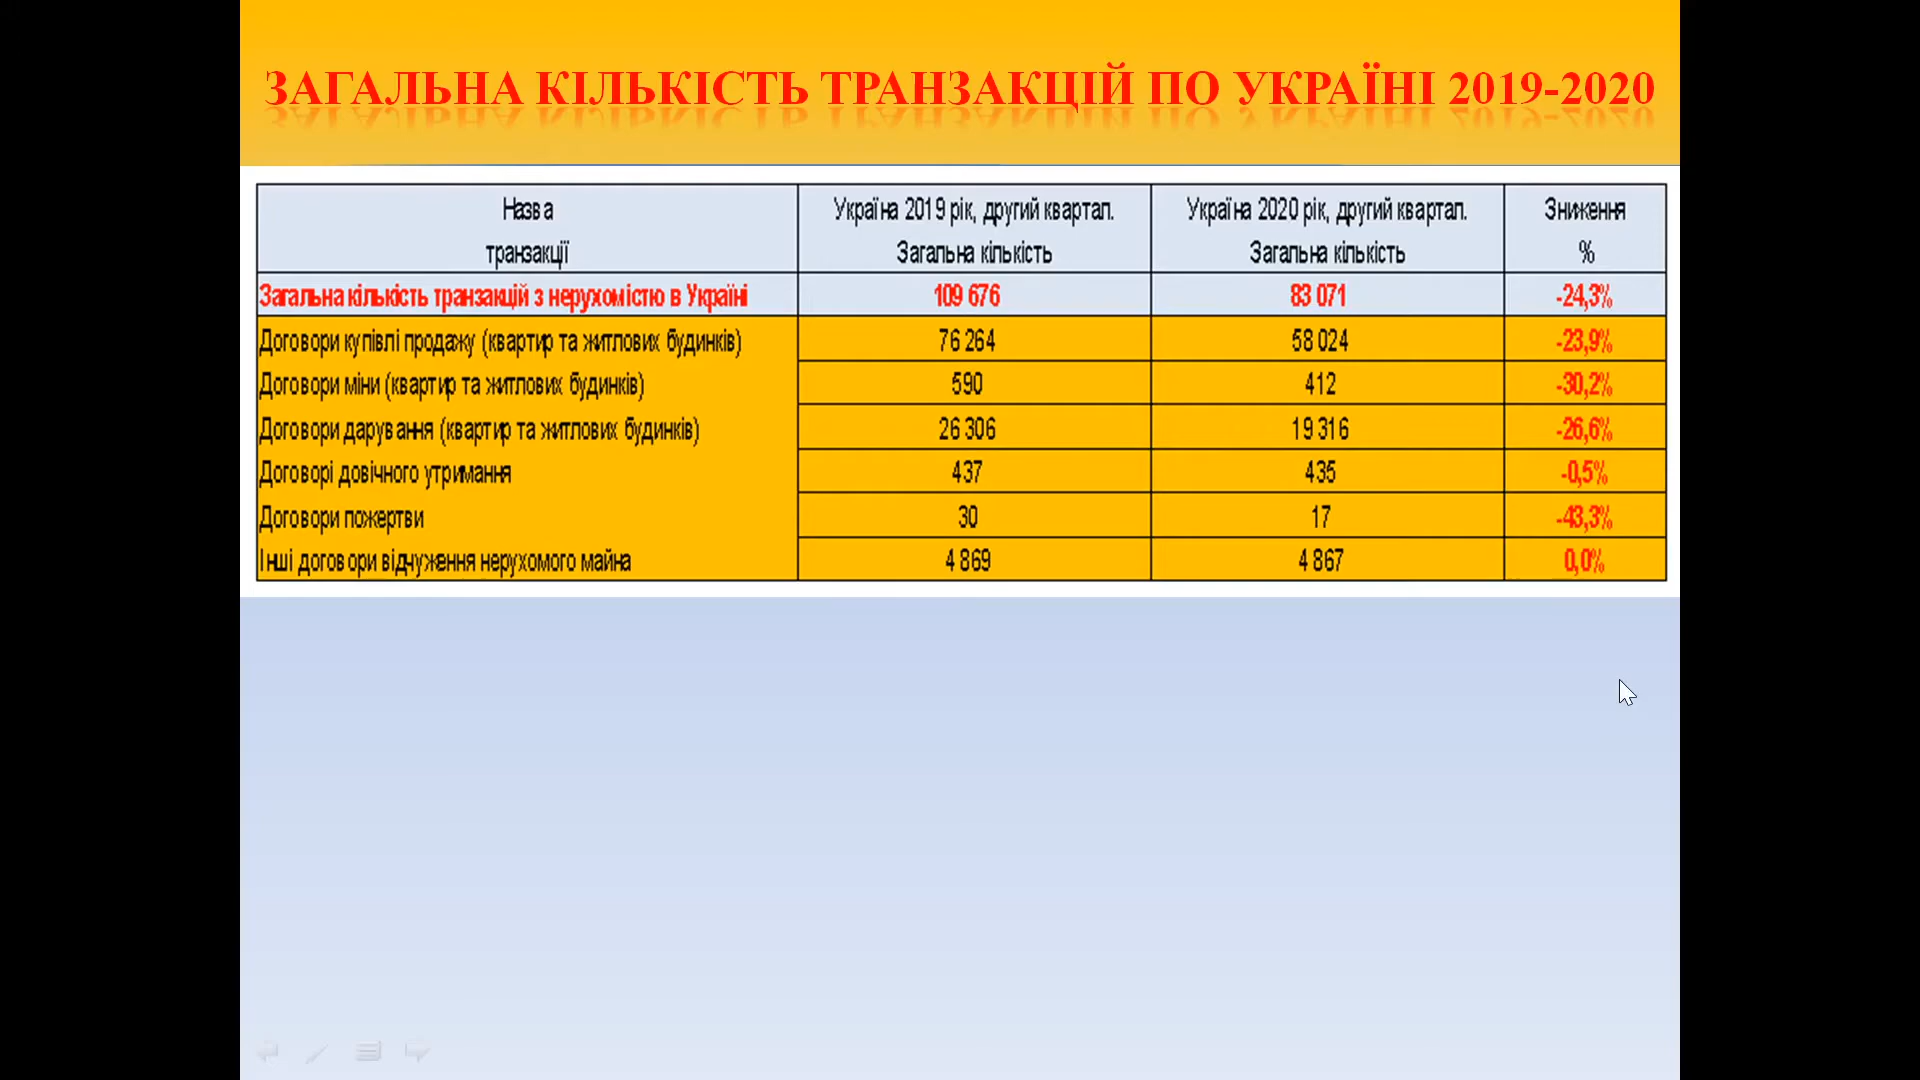 ЗАГАЛЬНА КІЛЬКІСТЬ ТРАНЗАКЦІЙ ПО УКРАЇНІ 2019-2020
Назва транзакції | Україна 2019 рік, другий квартал. Загальна кількість | Україна 2020 рік, другий квартал. Загальна кількість | Зниження %
Загальна кількість транзакцій з нерухомістю в Україні 109 676 83 071 -24,3%
Договори купівлі продажу (квартир та житлових будинків) 76 264 58 024 -23,9%
Договори міни (квартир та житлових будинків) 590 412 -30,2%
Договори дарування (квартир та житлових будинків) 26 306 19 316 -26,6%
Договорі довічного утримання 437 435 -0,5%
Договори пожертви 30 17 -43,3%
Інші договори відчуження нерухомого майна 4 869 4 867 0,0%